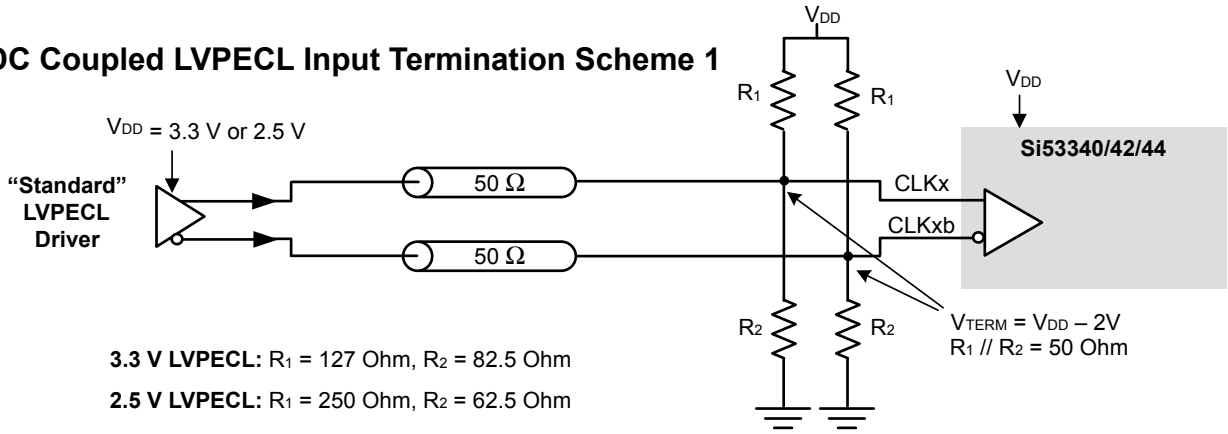 DC Coupled LVPECL Input Termination Scheme 1
VDD
R1
R1
VDD
VDD = 3.3 V or 2.5 V
Si53340/42/44
“Standard”
LVPECL
Driver
50 Ω
CLKx
CLKxb
50 Ω
R2
R2
VTERM = VDD – 2V
R1 // R2 = 50 Ohm
3.3 V LVPECL: R1 = 127 Ohm, R2 = 82.5 Ohm
2.5 V LVPECL: R1 = 250 Ohm, R2 = 62.5 Ohm